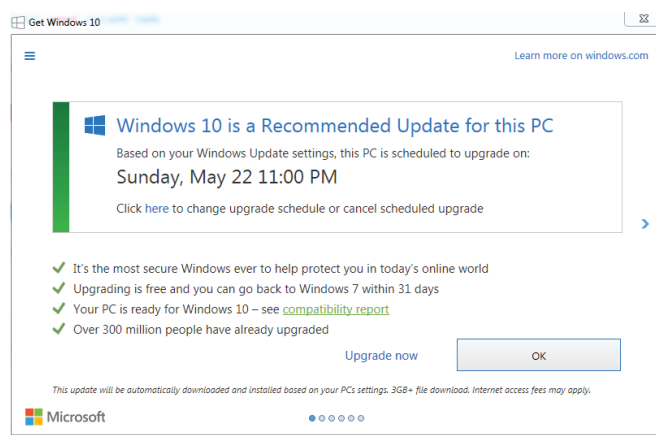 Get Windows 10
Learn more on windows.com
Windows 10 is a Recommended Update for this PC
Based on your Windows Update settings, this PC is scheduled to upgrade on:
Sunday, May 22 11:00 PM
Click here to change upgrade schedule or cancel scheduled upgrade
It's the most secure Windows ever to help protect you in today's online world
Upgrading is free and you can go back to Windows 7 within 31 days
Your PC is ready for Windows 10 – see compatibility report
Over 300 million people have already upgraded
Upgrade now OK
This update will be automatically downloaded and installed based on your PCs settings. 3GB+ file download. Internet access fees may apply.
Microsoft